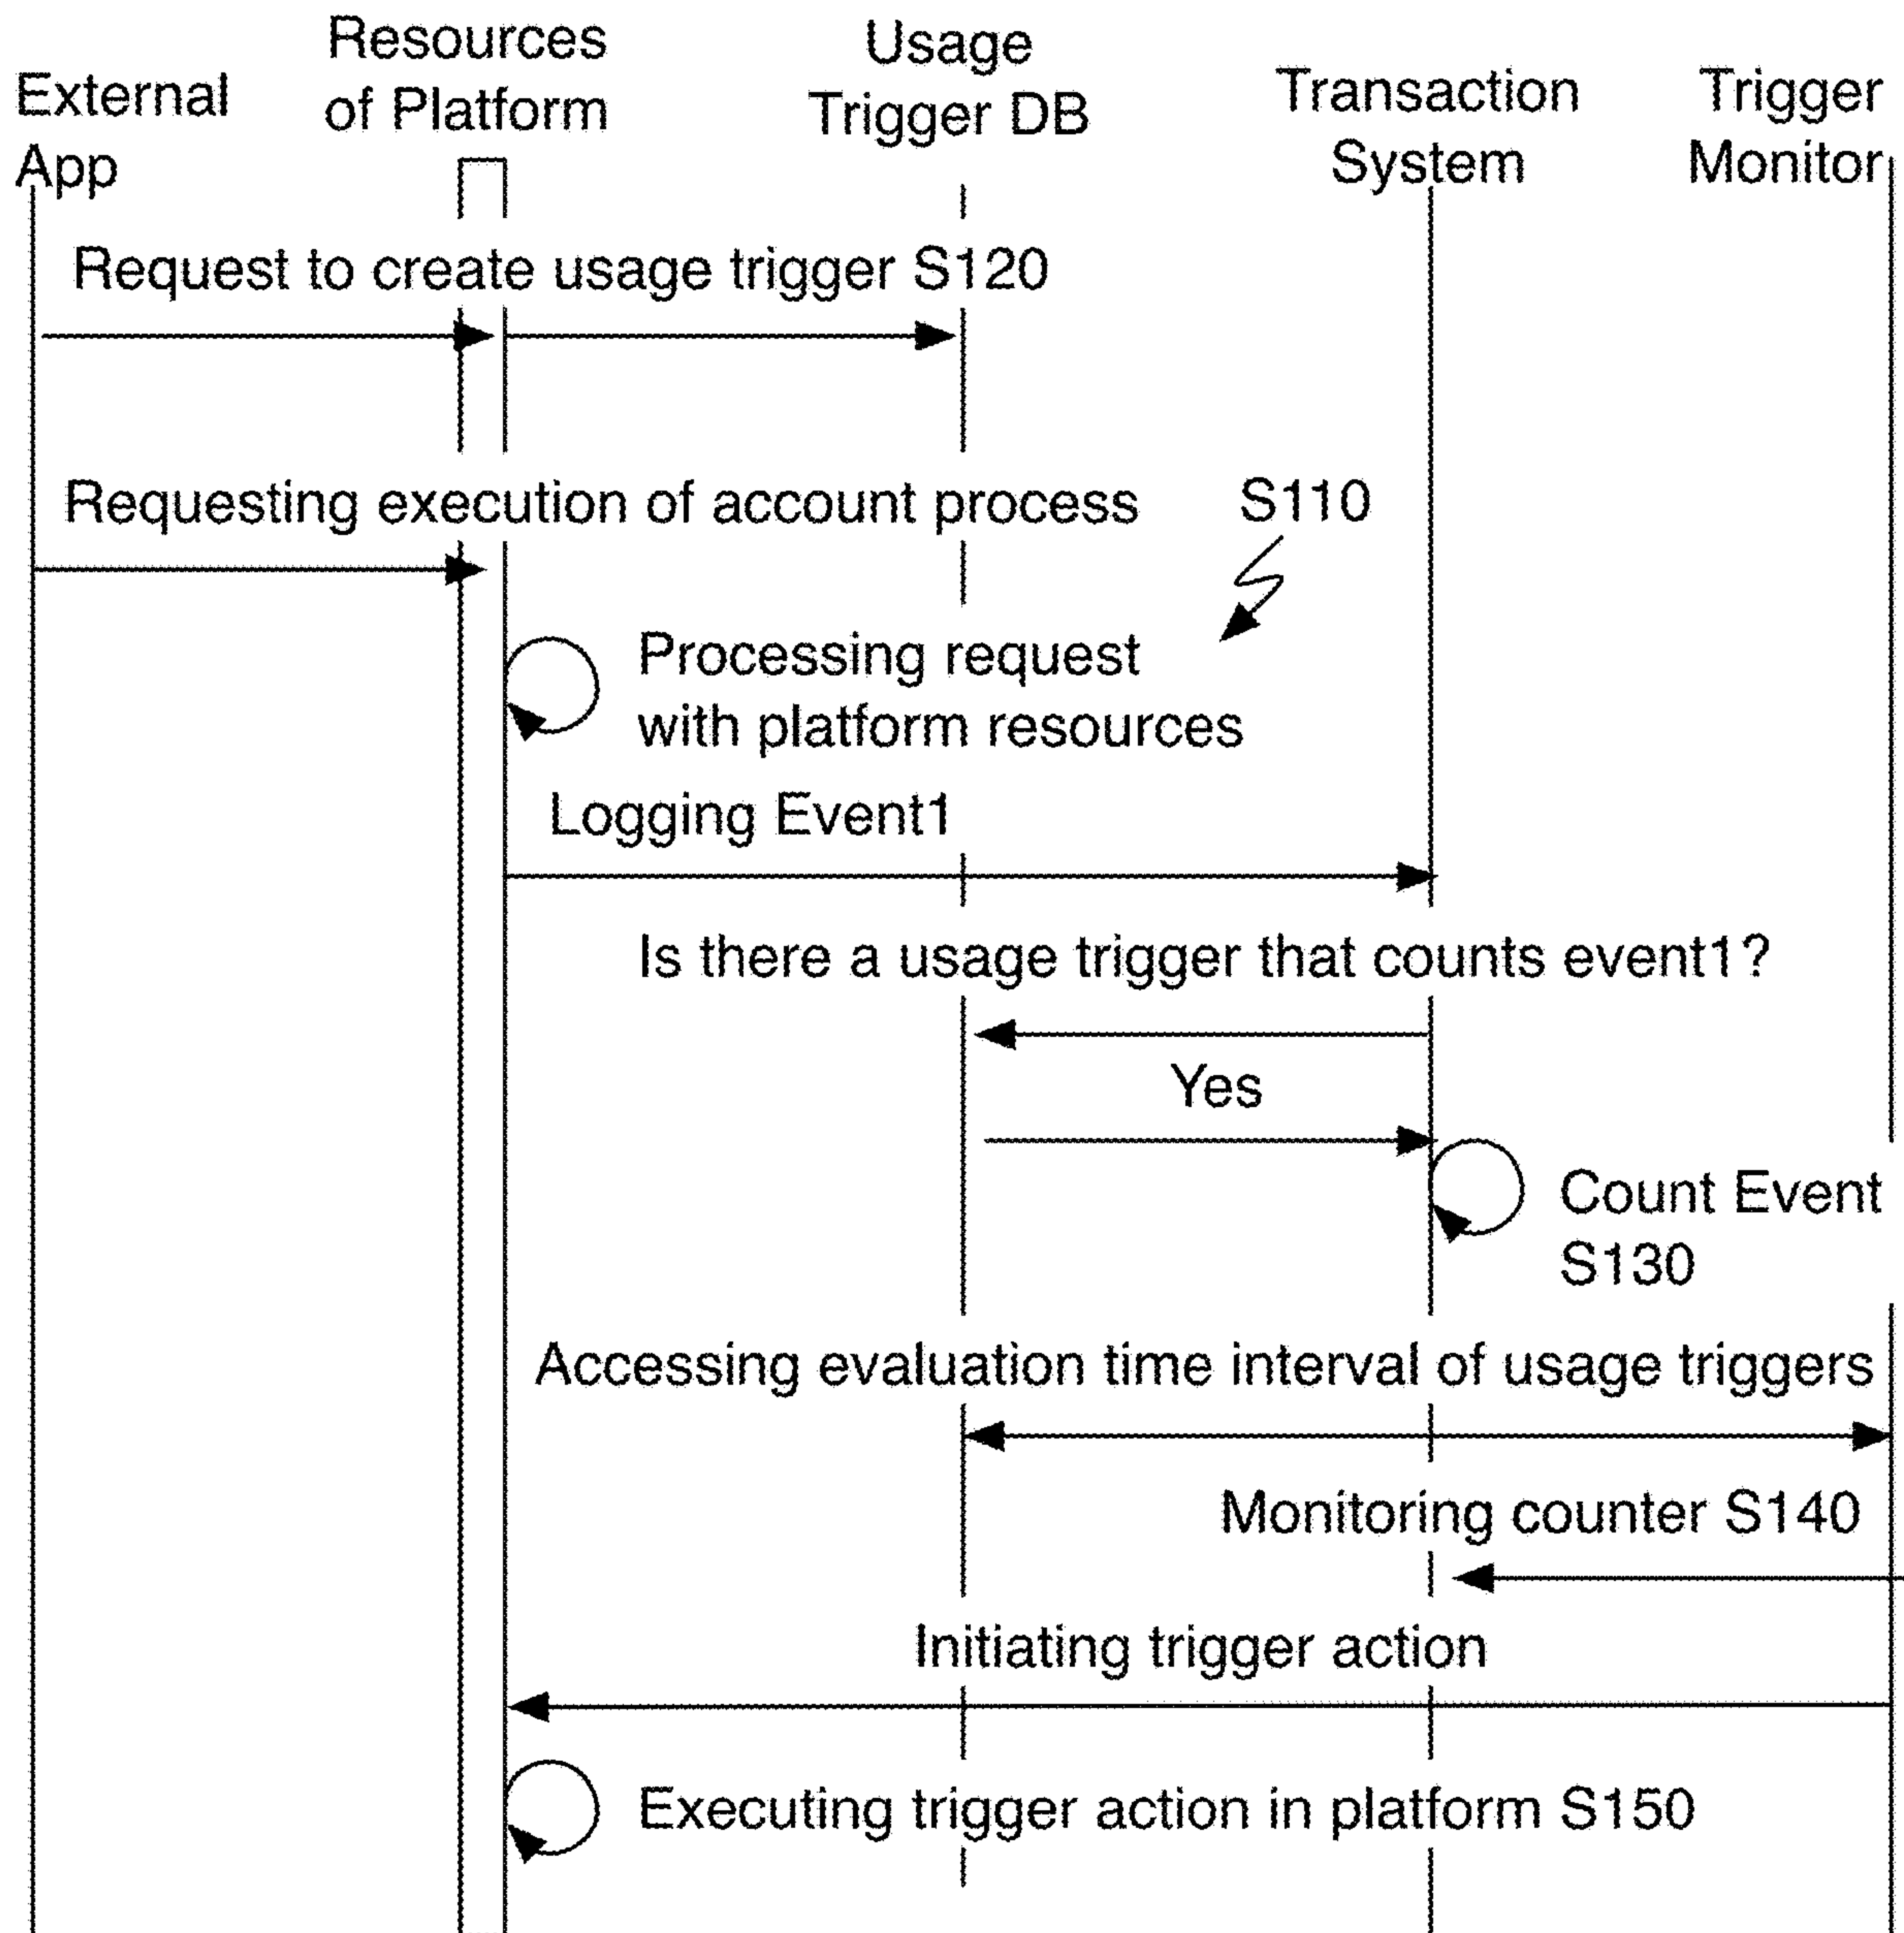 External
App
Resources
of Platform
Usage
Trigger DB
Transaction
System
Trigger
Monitor
Request to create usage trigger S120
Requesting execution of account process
S110
Processing request
with platform resources
Logging Event1
Is there a usage trigger that counts event1?
Yes
Count Event
S130
Accessing evaluation time interval of usage triggers
Monitoring counter S140
Initiating trigger action
Executing trigger action in platform S150